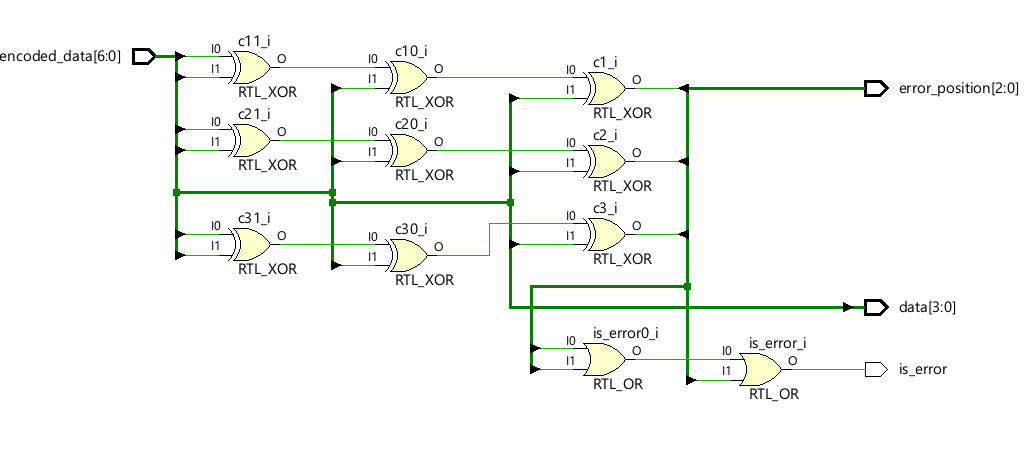 encoded_data[6:0]
c11_i
I0
I1
O
RTL_XOR
c10_i
I0
I1
O
RTL_XOR
c1_i
I0
I1
O
RTL_XOR
error_position[2:0]
c21_i
I0
I1
O
RTL_XOR
c20_i
I0
I1
O
RTL_XOR
c2_i
I0
I1
O
RTL_XOR
c31_i
I0
I1
O
RTL_XOR
c30_i
I0
I1
O
RTL_XOR
c3_i
I0
I1
O
RTL_XOR
data[3:0]
is_error0_i
I0
I1
O
RTL_OR
is_error_i
I0
I1
O
RTL_OR
is_error